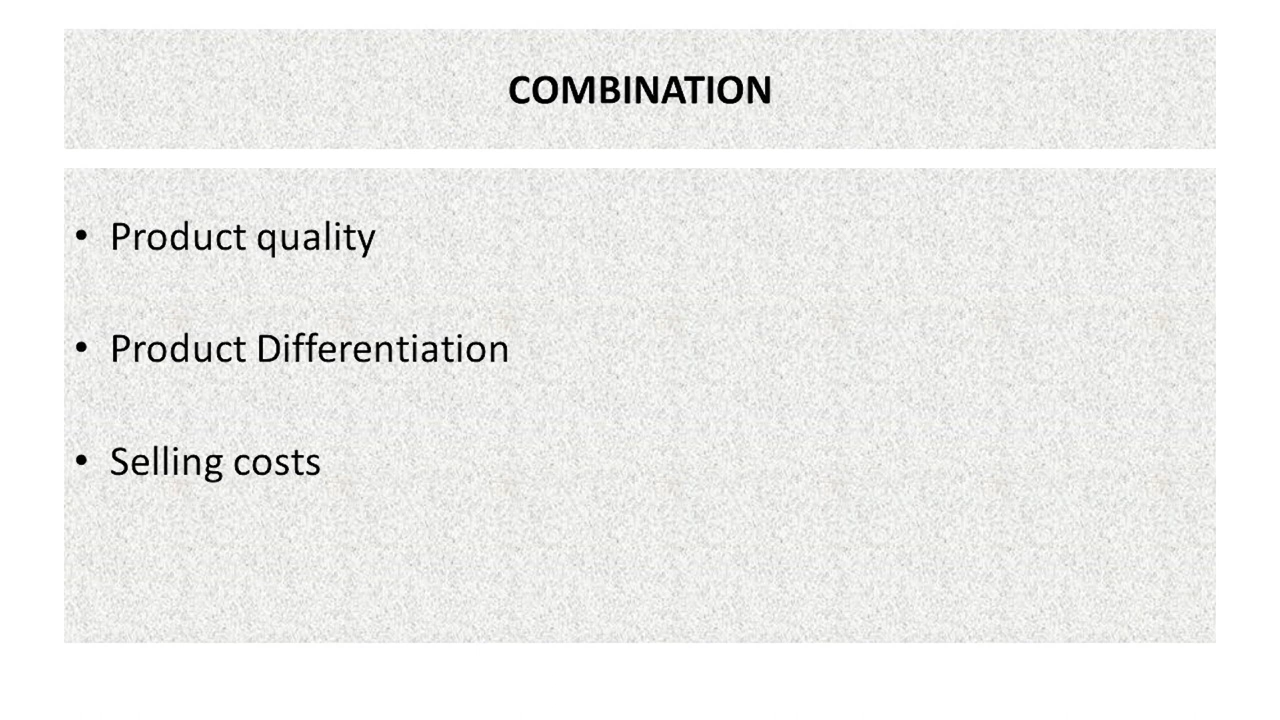 COMBINATION
• Product quality
• Product Differentiation
• Selling costs